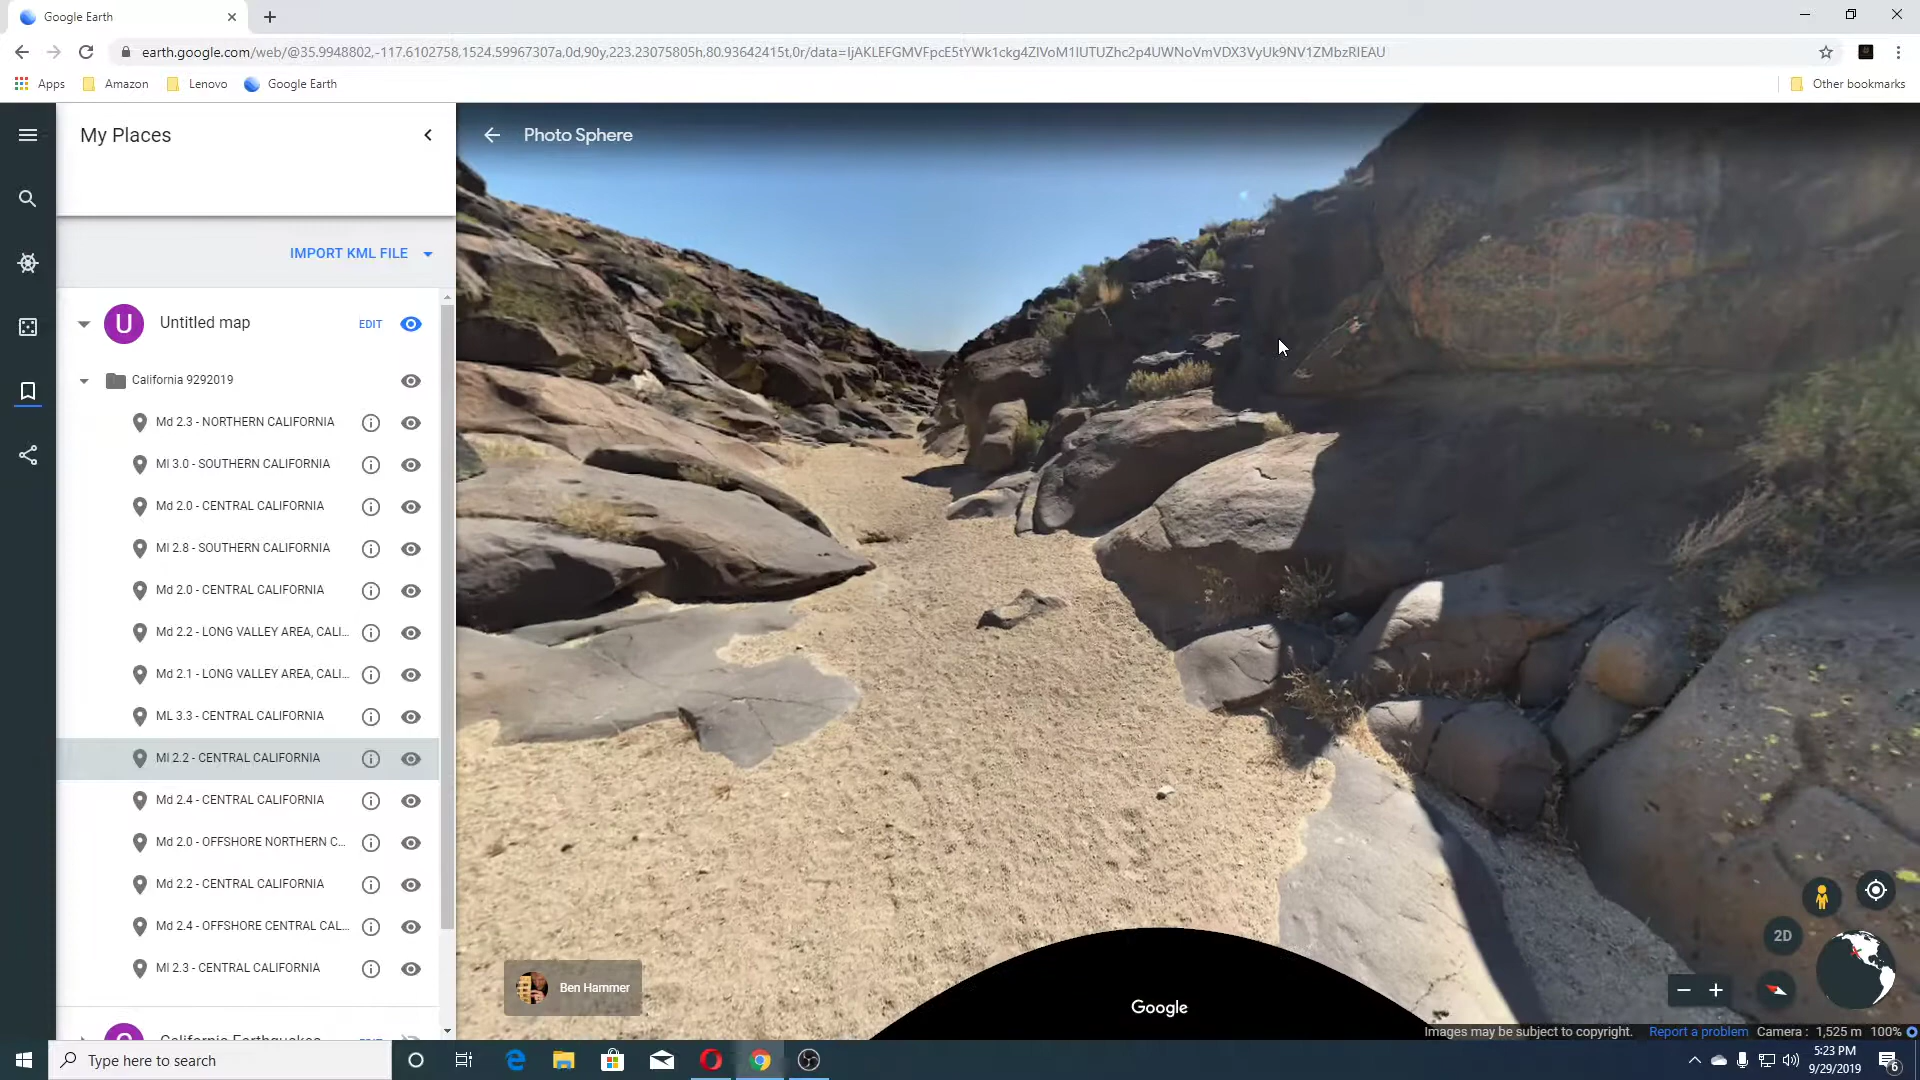 Google Earth
earth.google.com/web/@35.9948802,-117.6102758,1524.59967307a,0d,90y,223.23075805h,80.93642415t,0r/data=IjAKLEFGMVFpcE5tYWk1ckg4ZlVoM1lUTUZhc2p4UWNoVmVDX3VyUk9NV1ZMbzRIEAU
Apps
Amazon
Lenovo
Google Earth
Other bookmarks
My Places
Photo Sphere
IMPORT KML FILE
U
Untitled map
EDIT
California 9292019
Md 2.3 - NORTHERN CALIFORNIA
Ml 3.0 - SOUTHERN CALIFORNIA
Md 2.0 - CENTRAL CALIFORNIA
Ml 2.8 - SOUTHERN CALIFORNIA
Md 2.0 - CENTRAL CALIFORNIA
Md 2.2 - LONG VALLEY AREA, CALI...
Md 2.1 - LONG VALLEY AREA, CALI...
ML 3.3 - CENTRAL CALIFORNIA
Ml 2.2 - CENTRAL CALIFORNIA
Md 2.4 - CENTRAL CALIFORNIA
Md 2.0 - OFFSHORE NORTHERN C...
Md 2.2 - CENTRAL CALIFORNIA
Md 2.4 - OFFSHORE CENTRAL CAL...
Ml 2.3 - CENTRAL CALIFORNIA
California Earthquakes
Ben Hammer
Google
2D
Images may be subject to copyright. Report a problem Camera : 1,525 m 100%
Type here to search
5:23 PM
9/29/2019
6